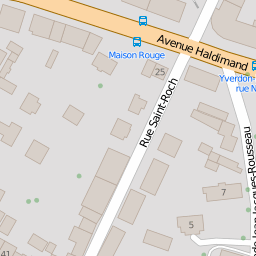 Avenue Haldimand
Maison Rouge
25
Yverdon-
rue N
Rue Saint-Roch
de Jean-Jacques-Rousseau
7
5
41